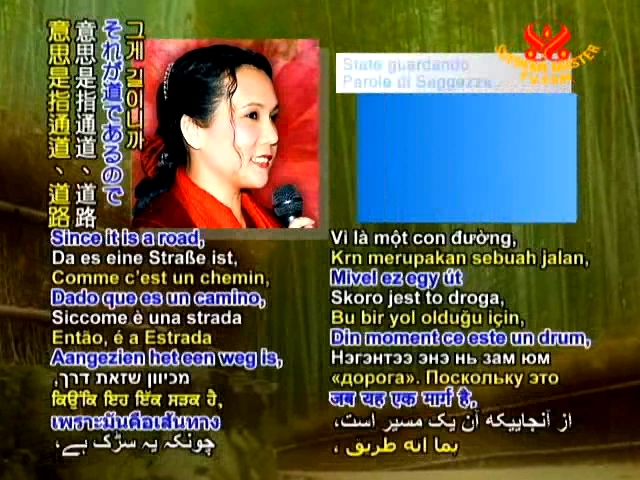 그게 길이니까
それが道であるので
意思是指通道、道路
意思是指通道、道路
State guardando
Parole di Saggezza
SUPREME MASTER
TV.COM
Since it is a road,
Da es eine Straße ist,
Comme c'est un chemin,
Dado que es un camino,
Siccome è una strada
Então, é a Estrada
Aangezien het een weg is,
מכיוון שזאת דרך,
ਕਿਉਂਕਿ ਇਹ ਇੱਕ ਸੜਕ ਹੈ,
เพราะมันคือเส้นทาง
چونکہ یہ سڑک ہے،
Vì là một con đường,
Krn merupakan sebuah jalan,
Mivel ez egy út
Skoro jest to droga,
Bu bir yol olduğu için,
Din moment ce este un drum,
Нэгэнтээ энэ нь зам юм
«дорога». Поскольку это
जब यह एक मार्ग है,
از آنجاییکه آن یک مسیر است،
بما انه طريق ،